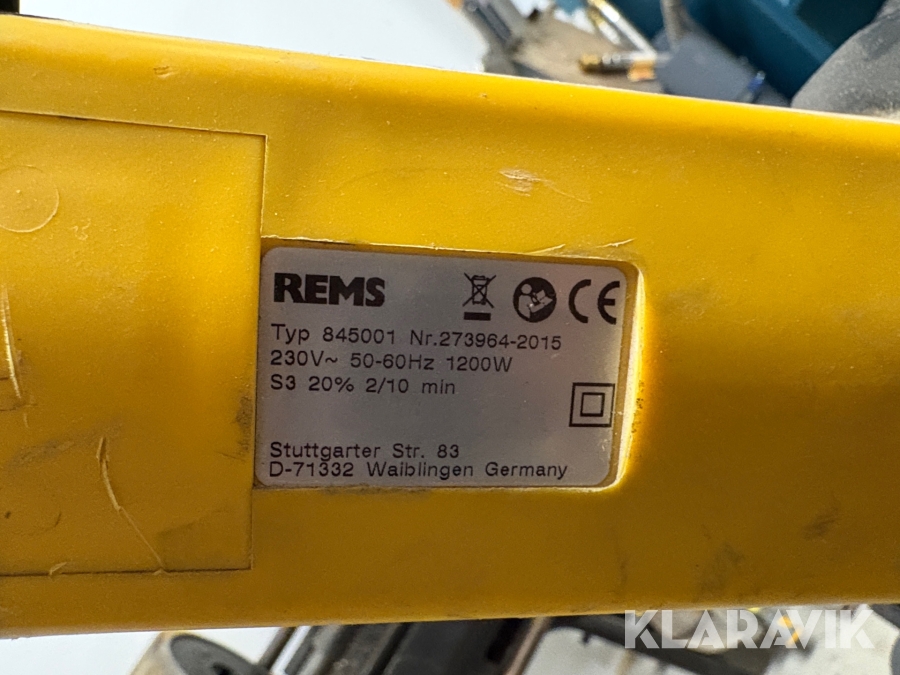 REMS
CE
Typ 845001 Nr.273964-2015
230V~ 50-60Hz 1200W
S3 20% 2/10 min
Stuttgarter Str. 83
D-71332 Waiblingen Germany
KLARAVIK